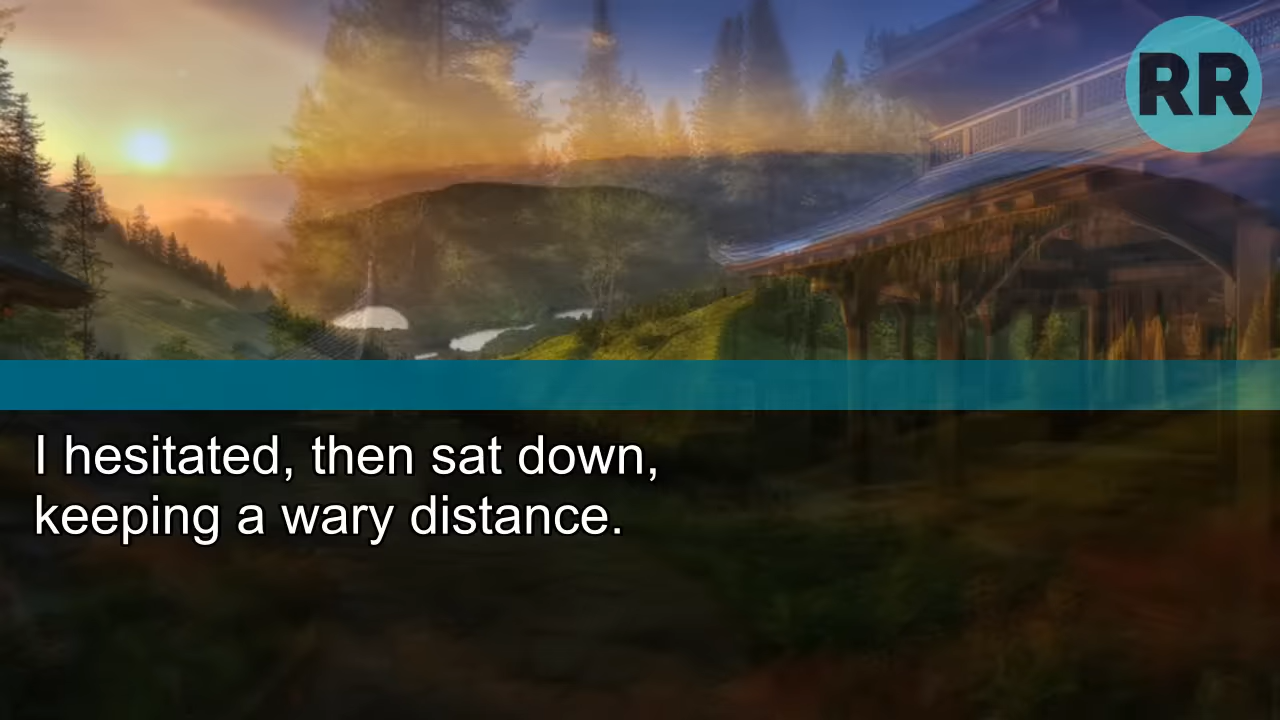 RR
I hesitated, then sat down,
keeping a wary distance.